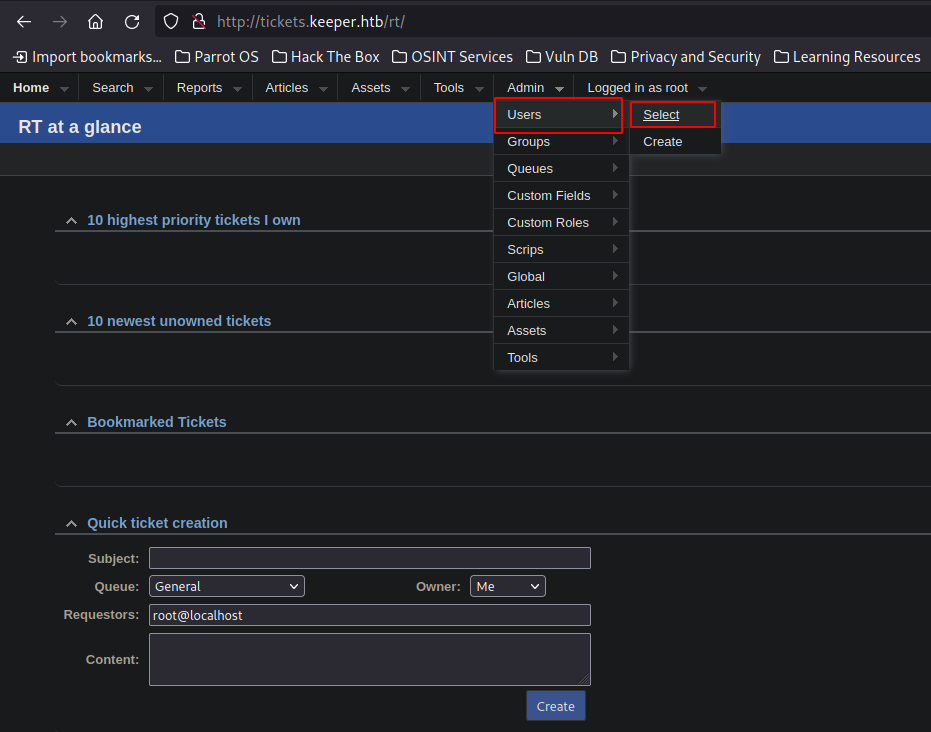 http://tickets.keeper.htb/rt/
Import bookmarks... Parrot OS Hack The Box OSINT Services Vuln DB Privacy and Security Learning Resources
Home Search Reports Articles Assets Tools Admin Logged in as root
RT at a glance
Users Select
Groups Create
Queues
Custom Fields
10 highest priority tickets I own
Custom Roles
Scrips
Global
Articles
10 newest unowned tickets
Assets
Tools
Bookmarked Tickets
Quick ticket creation
Subject:
Queue: General Owner: Me
Requestors: root@localhost
Content:
Create